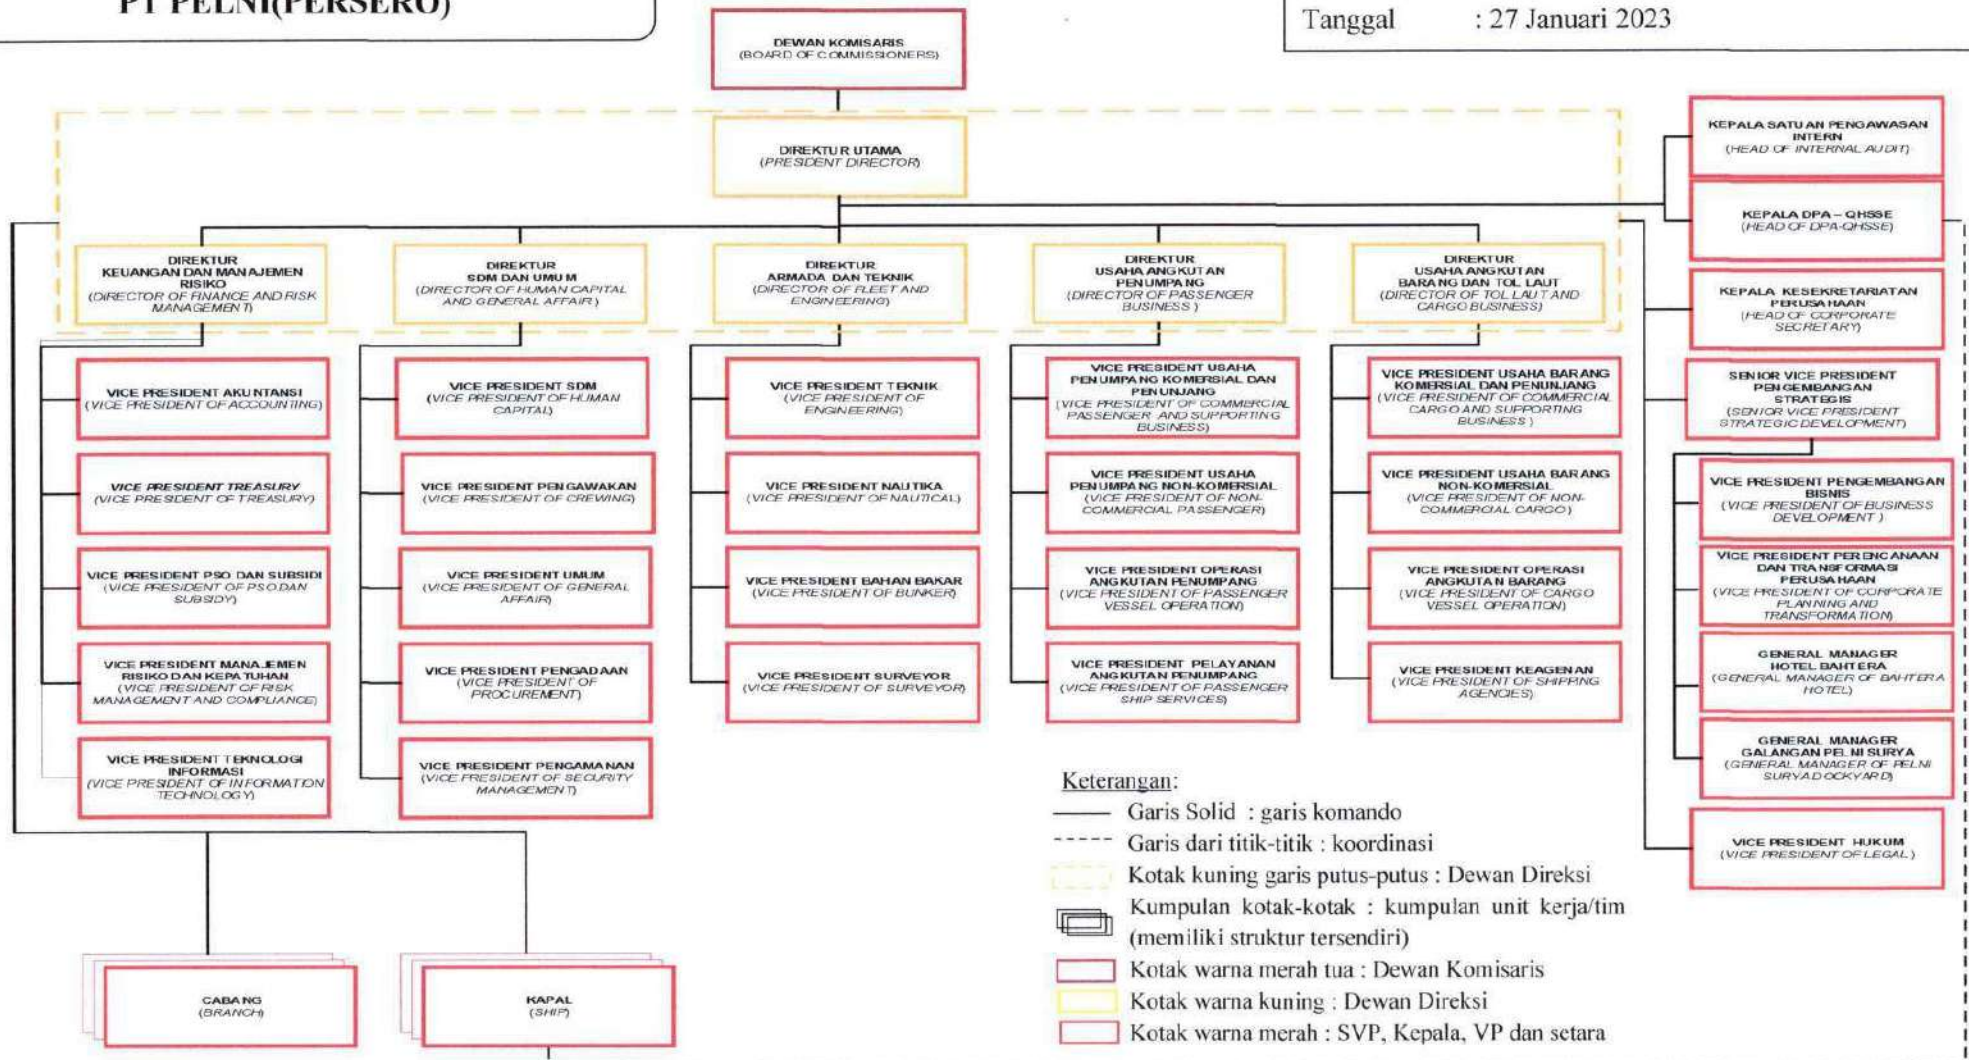 PT PELNI(PERSERO)
Tanggal : 27 Januari 2023
DEWAN KOMISARIS
(BOARD OF COMMISSIONERS)
DIREKTUR UTAMA
(PRESIDENT DIRECTOR)
KEPALA SATUAN PENGAWASAN
INTERN
(HEAD OF INTERNAL AUDIT)
KEPALA DPA – QHSSE
(HEAD OF DPA-QHSSE)
DIREKTUR
KEUANGAN DAN MANAJEMEN
RISIKO
(DIRECTOR OF FINANCE AND RISK
MANAGEMENT)
DIREKTUR
SDM DAN UMUM
(DIRECTOR OF HUMAN CAPITAL
AND GENERAL AFFAIR)
DIREKTUR
ARMADA DAN TEKNIK
(DIRECTOR OF FLEET AND
ENGINEERING)
DIREKTUR
USAHA ANGKUTAN
PENUMPANG
(DIRECTOR OF PASSENGER
BUSINESS )
DIREKTUR
USAHA ANGKUTAN
BARANG DAN TOL LAUT
(DIRECTOR OF TOL LAUT AND
CARGO BUSINESS)
KEPALA KESEKRETARIATAN
PERUSAHAAN
(HEAD OF CORPORATE
SECRETARY)
VICE PRESIDENT AKUNTANSI
(VICE PRESIDENT OF ACCOUNTING)
VICE PRESIDENT SDM
(VICE PRESIDENT OF HUMAN
CAPITAL)
VICE PRESIDENT TEKNIK
(VICE PRESIDENT OF
ENGINEERING)
VICE PRESIDENT USAHA
PENUMPANG KOMERSIAL DAN
PENUNJANG
(VICE PRESIDENT OF COMMERCIAL
PASSENGER AND SUPPORTING
BUSINESS)
VICE PRESIDENT USAHA BARANG
KOMERSIAL DAN PENUNJANG
(VICE PRESIDENT OF COMMERCIAL
CARGO AND SUPPORTING
BUSINESS )
SENIOR VICE PRESIDENT
PENGEMBANGAN
STRATEGIS
(SENIOR VICE PRESIDENT
STRATEGIC DEVELOPMENT)
VICE PRESIDENT TREASURY
(VICE PRESIDENT OF TREASURY)
VICE PRESIDENT PENGAWAKAN
(VICE PRESIDENT OF CREWING)
VICE PRESIDENT NAUTIKA
(VICE PRESIDENT OF NAUTICAL)
VICE PRESIDENT USAHA
PENUMPANG NON-KOMERSIAL
(VICE PRESIDENT OF NON-
COMMERCIAL PASSENGER)
VICE PRESIDENT USAHA BARANG
NON-KOMERSIAL
(VICE PRESIDENT OF NON-
COMMERCIAL CARGO)
VICE PRESIDENT PENGEMBANGAN
BISNIS
(VICE PRESIDENT OF BUSINESS
DEVELOPMENT )
VICE PRESIDENT PSO DAN SUBSIDI
(VICE PRESIDENT OF PSO DAN
SUBSIDY)
VICE PRESIDENT UMUM
(VICE PRESIDENT OF GENERAL
AFFAIR)
VICE PRESIDENT BAHAN BAKAR
(VICE PRESIDENT OF BUNKER)
VICE PRESIDENT OPERASI
ANGKUTAN PENUMPANG
(VICE PRESIDENT OF PASSENGER
VESSEL OPERATION)
VICE PRESIDENT OPERASI
ANGKUTAN BARANG
(VICE PRESIDENT OF CARGO
VESSEL OPERATION)
VICE PRESIDENT PERENCANAAN
DAN TRANSFORMASI
PERUSAHAAN
(VICE PRESIDENT OF CORPORATE
PLANNING AND
TRANSFORMATION)
VICE PRESIDENT MANAJEMEN
RISIKO DAN KEPATUHAN
(VICE PRESIDENT OF RISK
MANAGEMENT AND COMPLIANCE)
VICE PRESIDENT PENGADAAN
(VICE PRESIDENT OF
PROCUREMENT)
VICE PRESIDENT SURVEYOR
(VICE PRESIDENT OF SURVEYOR)
VICE PRESIDENT PELAYANAN
ANGKUTAN PENUMPANG
(VICE PRESIDENT OF PASSENGER
SHIP SERVICES)
VICE PRESIDENT KEAGENAN
(VICE PRESIDENT OF SHIPPING
AGENCIES)
GENERAL MANAGER
HOTEL BAHTERA
(GENERAL MANAGER OF BAHTERA
HOTEL)
VICE PRESIDENT TEKNOLOGI
INFORMASI
(VICE PRESIDENT OF INFORMATION
TECHNOLOGY)
VICE PRESIDENT PENGAMANAN
(VICE PRESIDENT OF SECURITY
MANAGEMENT)
GENERAL MANAGER
GALANGAN PELNI SURYA
(GENERAL MANAGER OF PELNI
SURYA DOCKYARD)
VICE PRESIDENT HUKUM
(VICE PRESIDENT OF LEGAL )
Keterangan:
Garis Solid : garis komando
Garis dari titik-titik : koordinasi
Kotak kuning garis putus-putus : Dewan Direksi
Kumpulan kotak-kotak : kumpulan unit kerja/tim
(memiliki struktur tersendiri)
Kotak warna merah tua : Dewan Komisaris
Kotak warna kuning : Dewan Direksi
Kotak warna merah : SVP, Kepala, VP dan setara
CABANG
(BRANCH)
KAPAL
(SHIP)